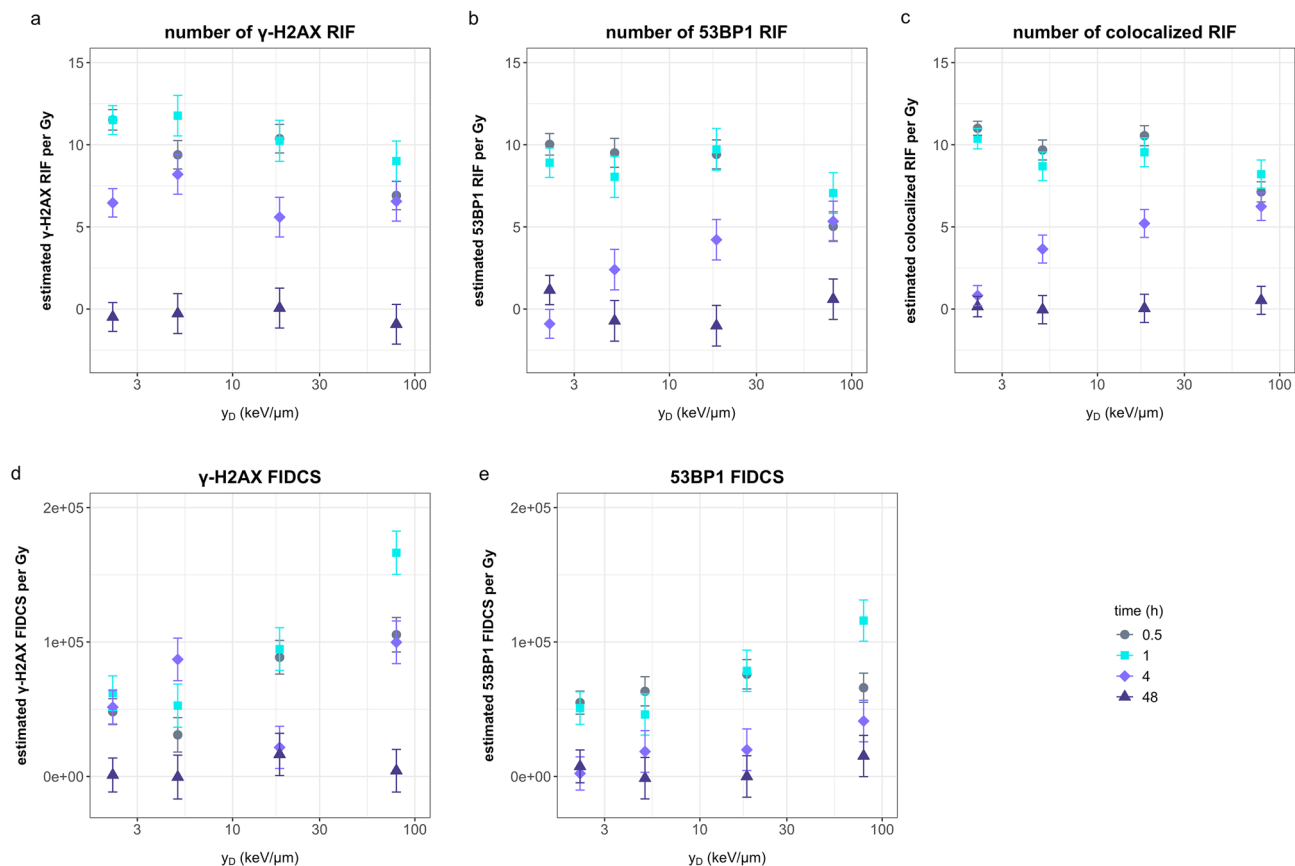 a
number of γ-H2AX RIF
estimated γ-H2AX RIF per Gy
15
10
5
0
3
10
30
100
y_D (keV/μm)
b
number of 53BP1 RIF
estimated 53BP1 RIF per Gy
15
10
5
0
3
10
30
100
y_D (keV/μm)
c
number of colocalized RIF
estimated colocalized RIF per Gy
15
10
5
0
3
10
30
100
y_D (keV/μm)
d
γ-H2AX FIDCS
estimated γ-H2AX FIDCS per Gy
2e+05
1e+05
0e+00
3
10
30
100
y_D (keV/μm)
e
53BP1 FIDCS
estimated 53BP1 FIDCS per Gy
2e+05
1e+05
0e+00
3
10
30
100
y_D (keV/μm)
time (h)
0.5
1
4
48